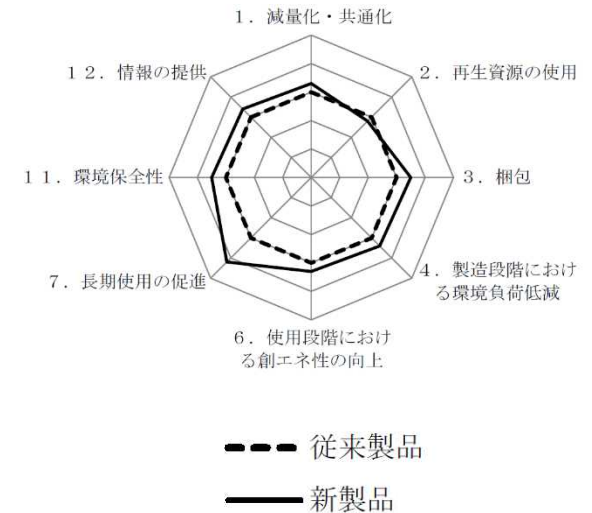 １．減量化・共通化
２．再生資源の使用
３．梱包
４．製造段階におけ
る環境負荷低減
６．使用段階におけ
る創エネ性の向上
７．長期使用の促進
１１．環境保全性
１２．情報の提供
従来製品
新製品